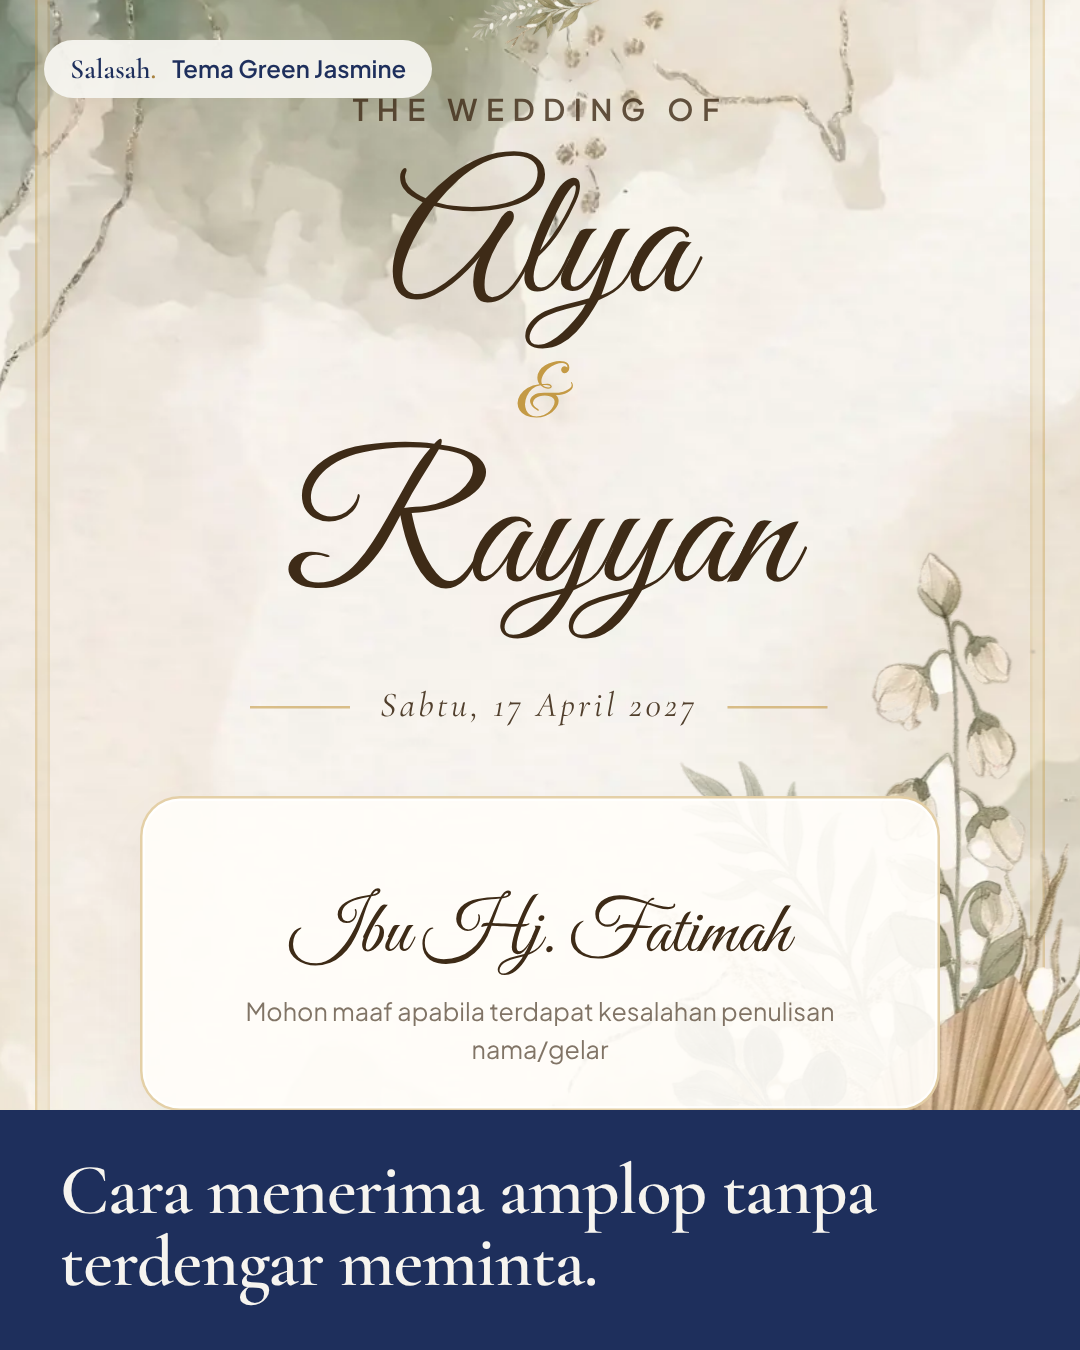 Salasah. Tema Green Jasmine
THE WEDDING OF
Alya
&
Rayyan
Sabtu, 17 April 2027
Ibu Hj. Fatimah
Mohon maaf apabila terdapat kesalahan penulisan
nama/gelar
Cara menerima amplop tanpa
terdengar meminta.